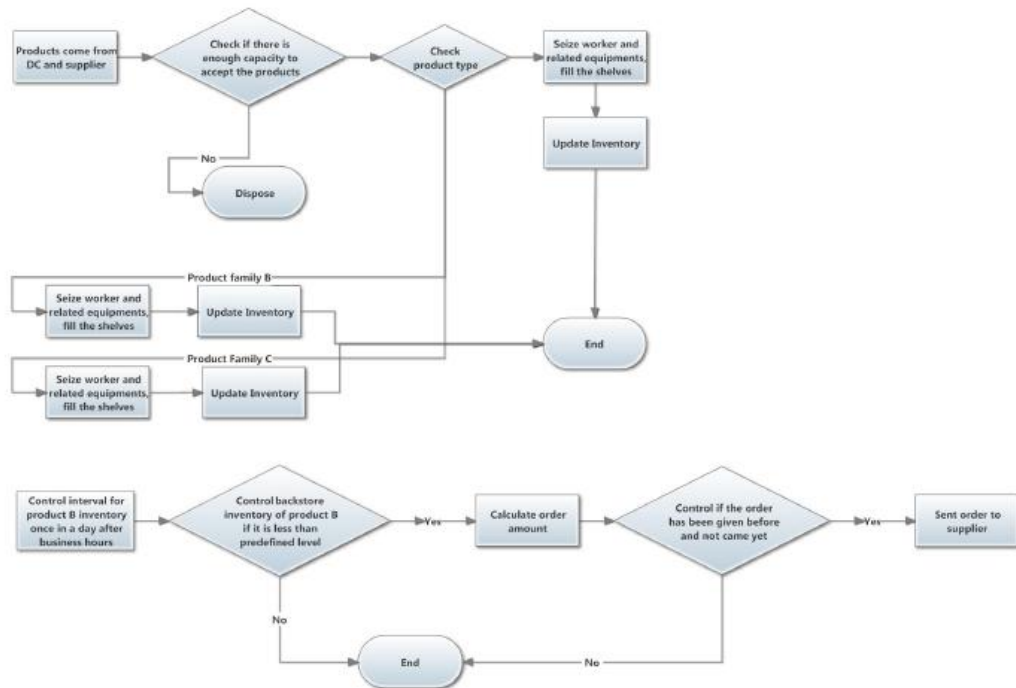 Products come from
DC and supplier
Check if there is
enough capacity to
accept the products
Check
product type
Seize worker and
related equipments,
fill the shelves
Update Inventory
No
Dispose
Product family B
Seize worker and
related equipments,
fill the shelves
Update Inventory
End
Product Family C
Seize worker and
related equipments,
fill the shelves
Update Inventory
Control interval for
product B inventory
once in a day after
business hours
Control backstore
inventory of product B
if it is less than
predefined level
Yes
Calculate order
amount
Control if the order
has been given before
and not came yet
Yes
Sent order to
supplier
No
End
No